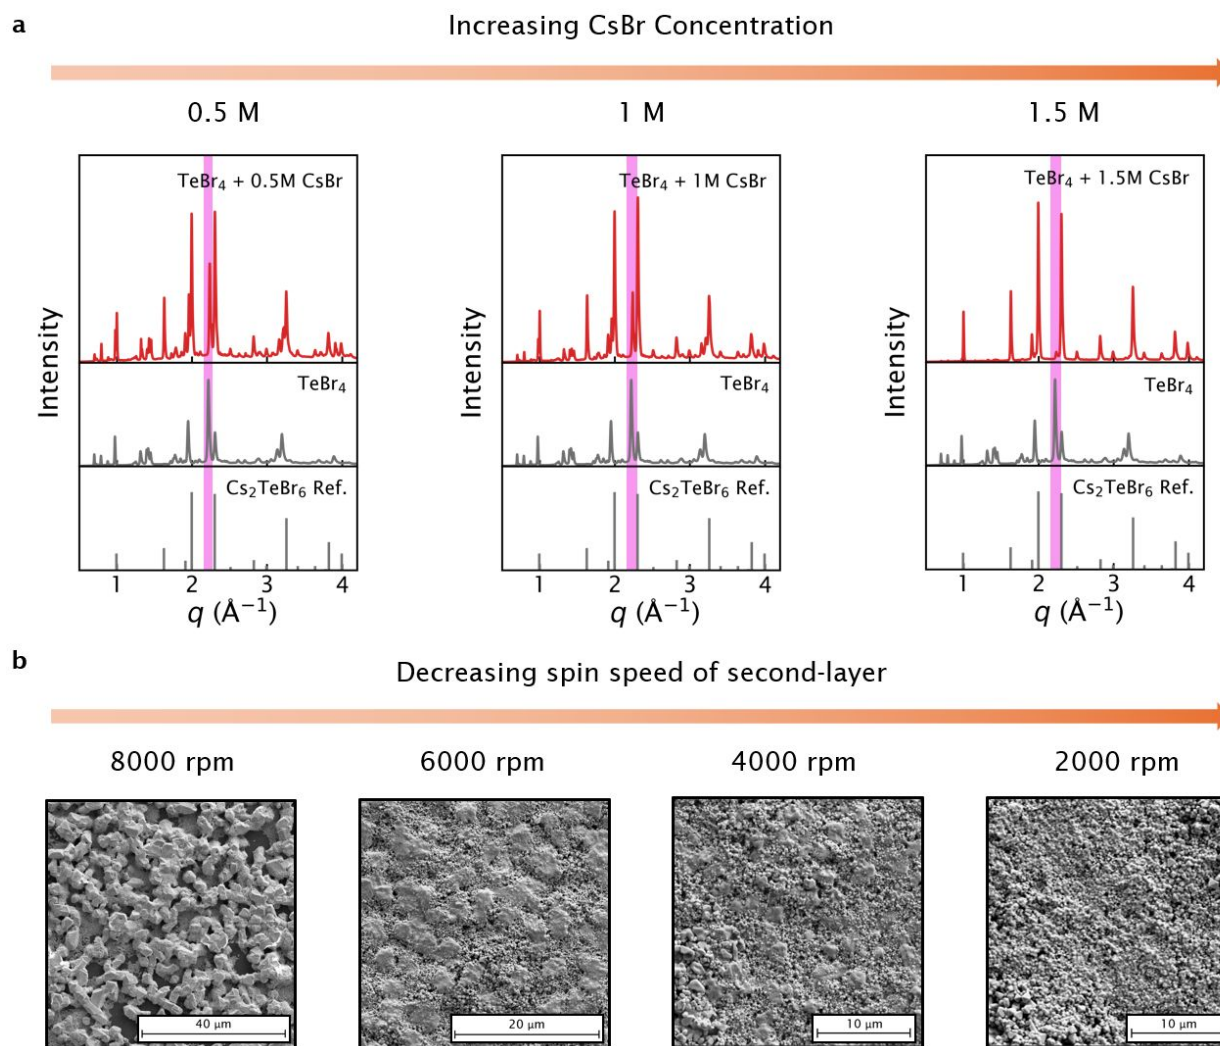 a
Increasing CsBr Concentration
0.5 M
1 M
1.5 M
TeBr₄ + 0.5M CsBr
TeBr₄ + 1M CsBr
TeBr₄ + 1.5M CsBr
Intensity
Intensity
Intensity
TeBr₄
TeBr₄
TeBr₄
Cs₂TeBr₆ Ref.
Cs₂TeBr₆ Ref.
Cs₂TeBr₆ Ref.
1 2 3 4
1 2 3 4
1 2 3 4
q (Å⁻¹)
q (Å⁻¹)
q (Å⁻¹)
b
Decreasing spin speed of second-layer
8000 rpm
6000 rpm
4000 rpm
2000 rpm
40 µm
20 µm
10 µm
10 µm